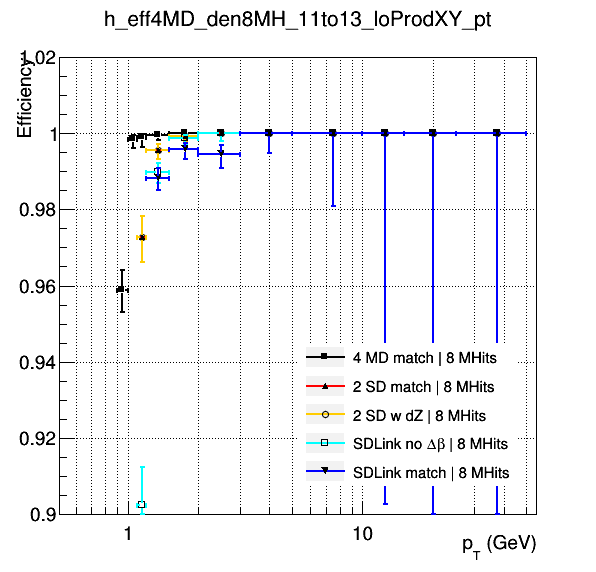 h_eff4MD_den8MH_11to13_loProdXY_pt
Efficiency
1.02
1
0.98
0.96
0.94
0.92
0.9
4 MD match | 8 MHits
2 SD match | 8 MHits
2 SD w dZ | 8 MHits
SDLink no Δβ | 8 MHits
SDLink match | 8 MHits
1
10
p_T (GeV)